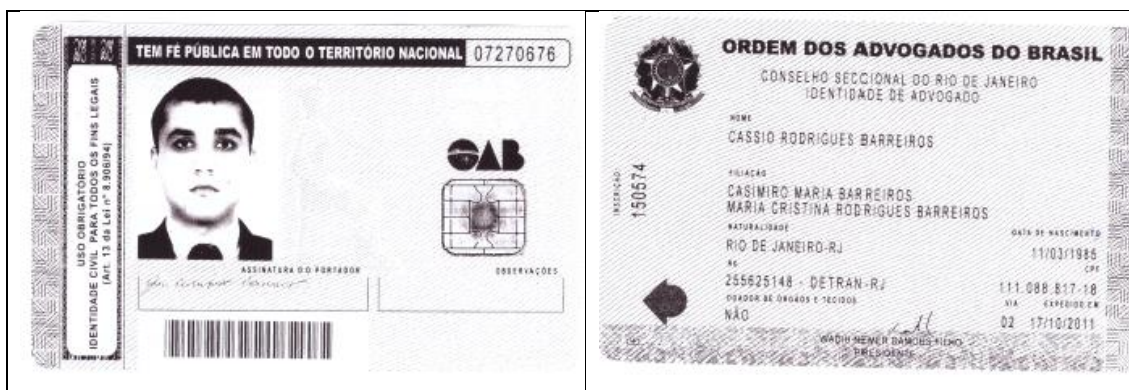 TEM FÉ PÚBLICA EM TODO O TERRITÓRIO NACIONAL 07270676
USO OBRIGATÓRIO
IDENTIDADE CIVIL PARA TODOS OS FINS LEGAIS
(Art. 13 da Lei nº 8.906/94)
OAB
ASSINATURA DO PORTADOR
OBSERVAÇÕES
ORDEM DOS ADVOGADOS DO BRASIL
CONSELHO SECCIONAL DO RIO DE JANEIRO
IDENTIDADE DE ADVOGADO
NOME
CASSIO RODRIGUES BARREIROS
INSCRIÇÃO:
150574
FILIAÇÃO
CASIMIRO MARIA BARREIROS
MARIA CRISTINA RODRIGUES BARREIROS
NATURALIDADE
RIO DE JANEIRO-RJ
DATA DE NASCIMENTO
11/03/1986
RG
255625148 - DETRAN-RJ
CPF
111.088.817-18
DOADOR DE ÓRGÃOS E TECIDOS
NÃO
VIA EXPEDIDO EM
02 17/10/2011
WADIH NEMER DAMOUS FILHO
PRESIDENTE